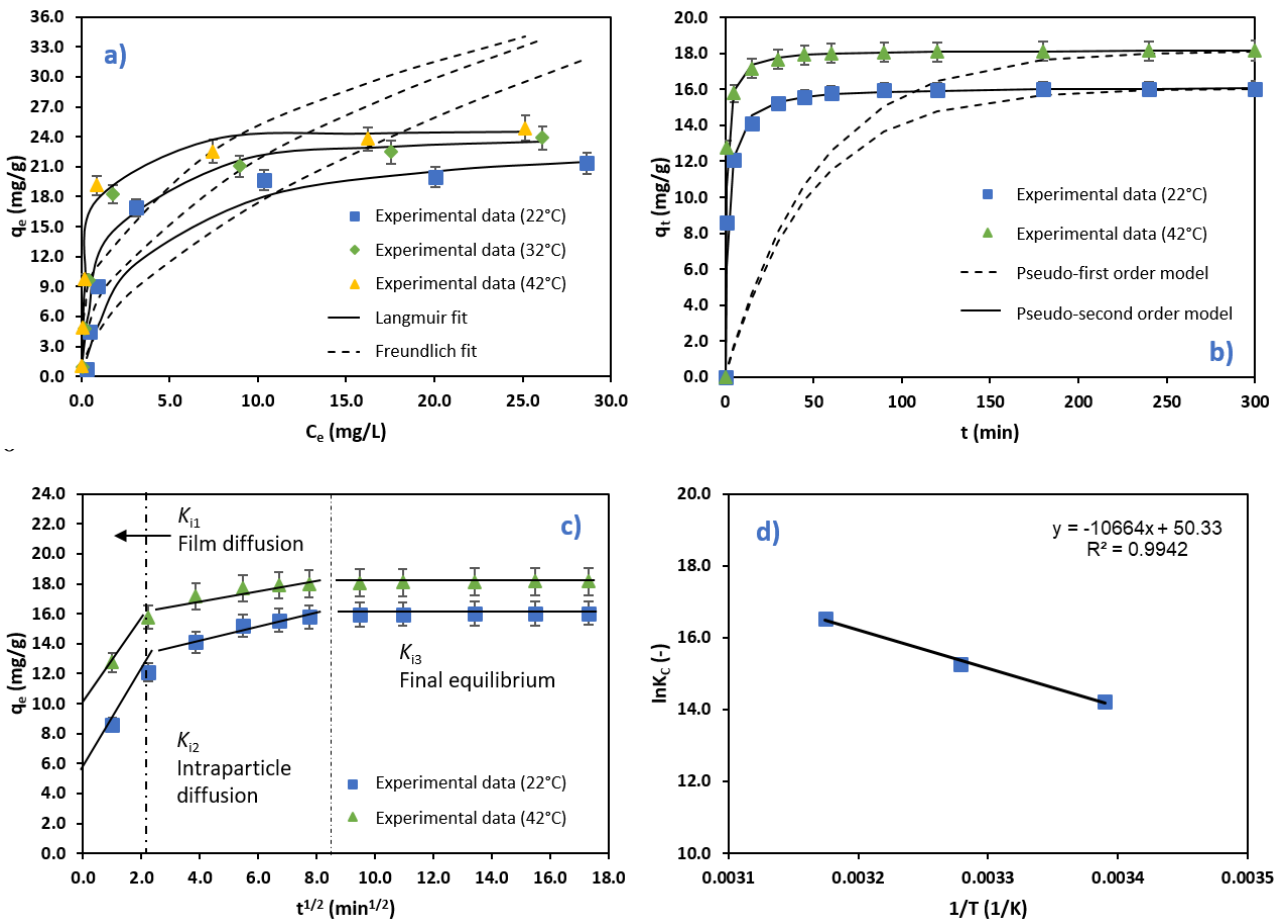 a)
36.0
33.0
30.0
27.0
24.0
21.0
18.0
15.0
12.0
9.0
6.0
3.0
0.0
qₑ (mg/g)
Experimental data (22°C)
Experimental data (32°C)
Experimental data (42°C)
Langmuir fit
Freundlich fit
0.0 5.0 10.0 15.0 20.0 25.0 30.0
Cₑ (mg/L)
20.0
18.0
16.0
14.0
12.0
10.0
8.0
6.0
4.0
2.0
0.0
qₜ (mg/g)
Experimental data (22°C)
Experimental data (42°C)
Pseudo-first order model
Pseudo-second order model
b)
0 50 100 150 200 250 300
t (min)
24.0
22.0
20.0
18.0
16.0
14.0
12.0
10.0
8.0
6.0
4.0
2.0
0.0
qₑ (mg/g)
c)
Kᵢ₁
Film diffusion
Kᵢ₃
Final equilibrium
Kᵢ₂
Intraparticle
diffusion
Experimental data (22°C)
Experimental data (42°C)
0.0 2.0 4.0 6.0 8.0 10.0 12.0 14.0 16.0 18.0
t¹/² (min¹/²)
20.0
18.0
16.0
14.0
12.0
10.0
lnK_C (-)
d)
y = -10664x + 50.33
R² = 0.9942
0.0031 0.0032 0.0033 0.0034 0.0035
1/T (1/K)